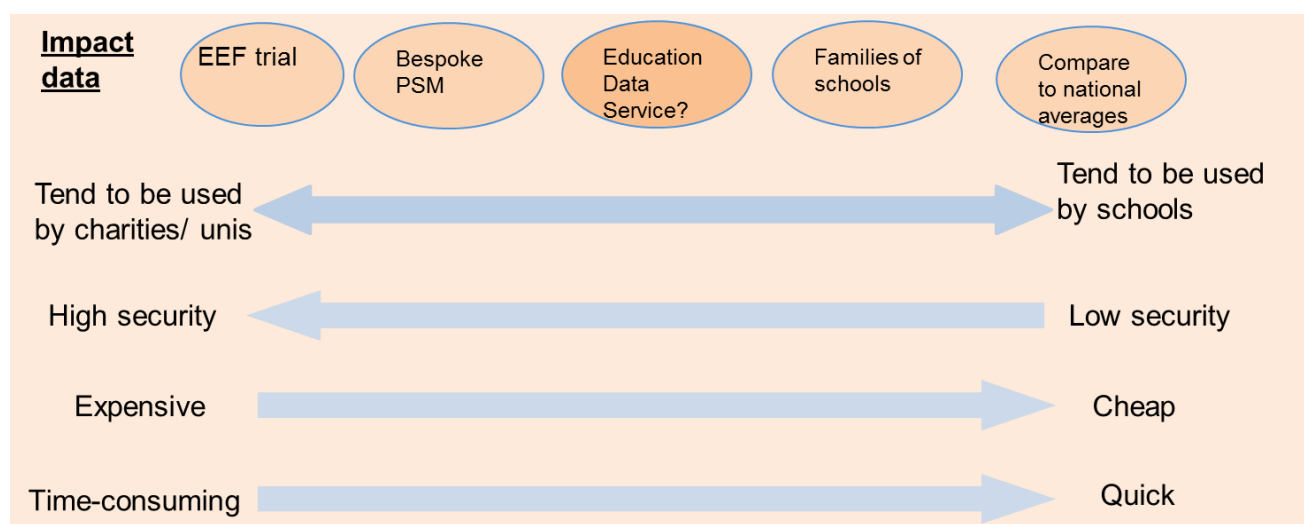 Impact
data
EEF trial
Bespoke
PSM
Education
Data
Service?
Families of
schools
Compare
to national
averages
Tend to be used
by charities/ unis
Tend to be used
by schools
High security
Low security
Expensive
Cheap
Time-consuming
Quick